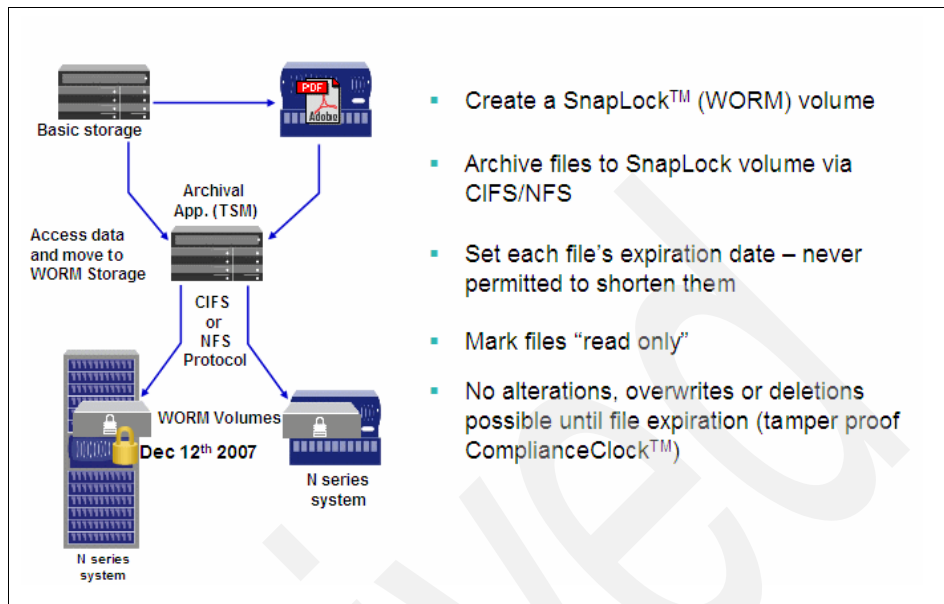 PDF
Adobe
Basic storage
Archival
App. (TSM)
Access data
and move to
WORM Storage
CIFS
or
NFS
Protocol
WORM Volumes
Dec 12th 2007
N series
system
N series
system
▪ Create a SnapLock™ (WORM) volume
▪ Archive files to SnapLock volume via
CIFS/NFS
▪ Set each file's expiration date – never
permitted to shorten them
▪ Mark files “read only”
▪ No alterations, overwrites or deletions
possible until file expiration (tamper proof
ComplianceClock™)
ived